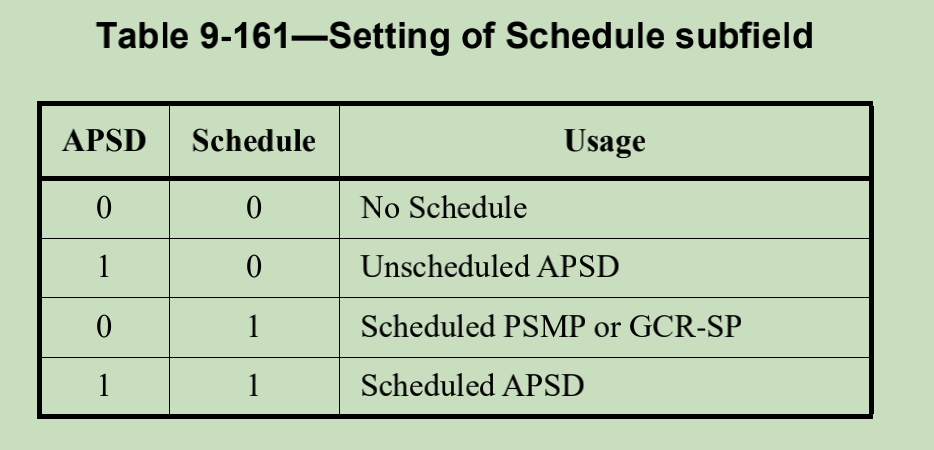 Table 9-161—Setting of Schedule subfield
APSD Schedule Usage
0 0 No Schedule
1 0 Unscheduled APSD
0 1 Scheduled PSMP or GCR-SP
1 1 Scheduled APSD